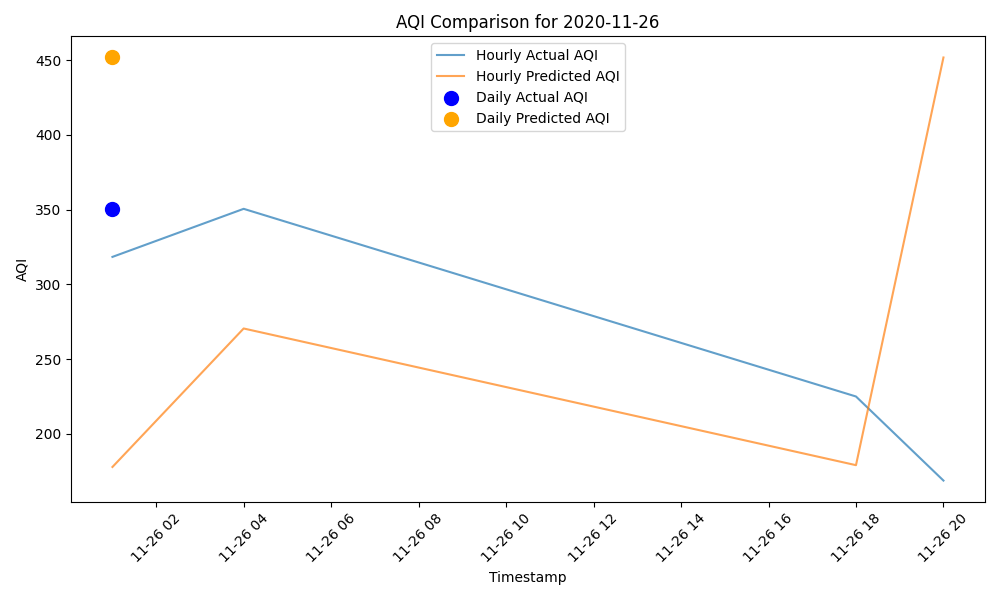 AQI Comparison for 2020-11-26
Hourly Actual AQI
Hourly Predicted AQI
Daily Actual AQI
Daily Predicted AQI
AQI
450
400
350
300
250
200
11-26 02
11-26 04
11-26 06
11-26 08
11-26 10
11-26 12
11-26 14
11-26 16
11-26 18
11-26 20
Timestamp